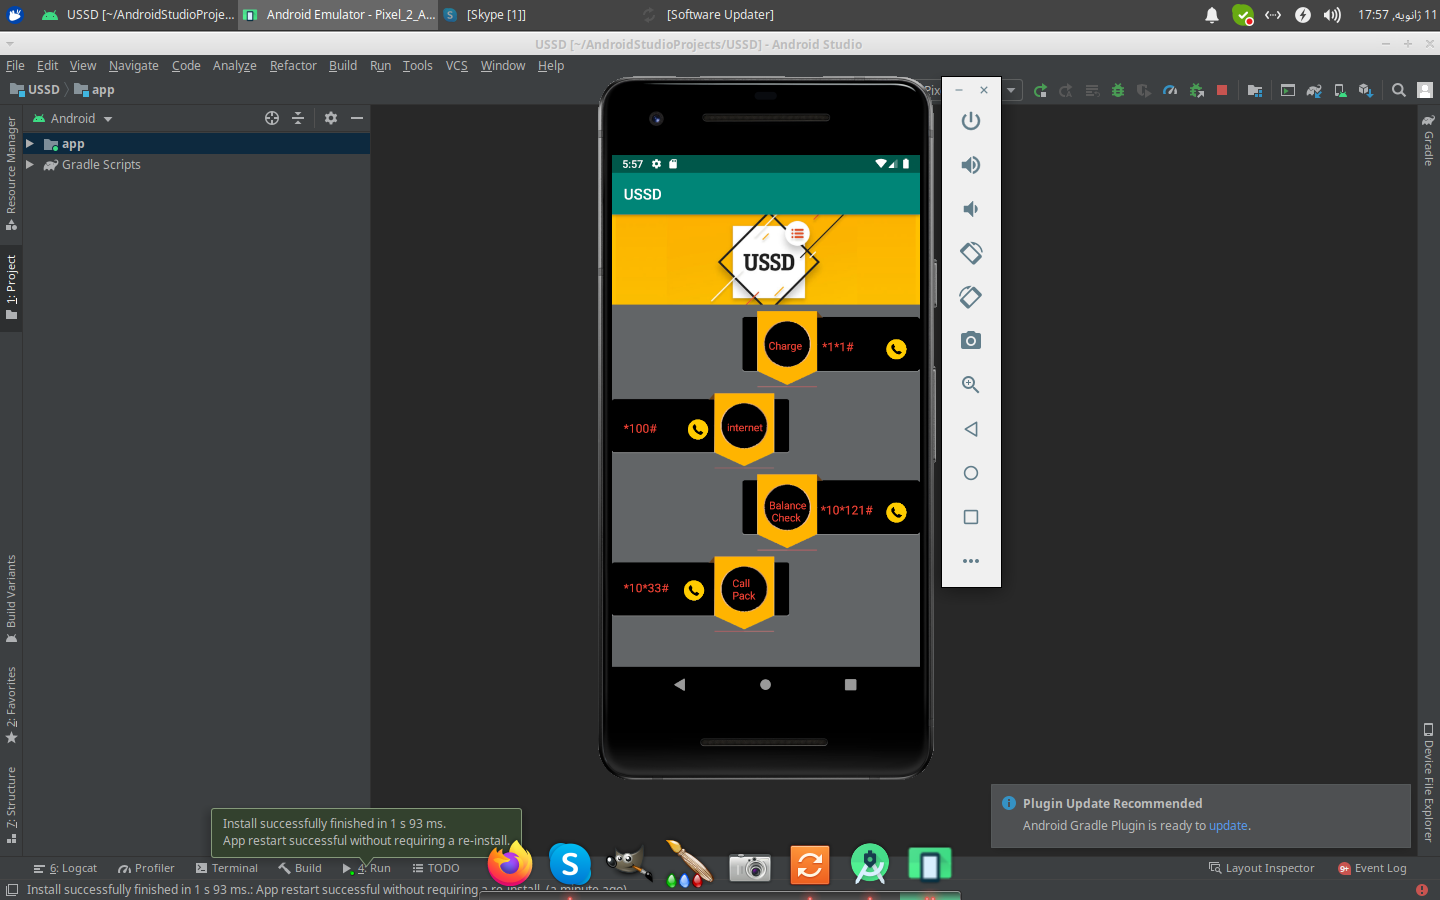 USSD [~/AndroidStudioProje...
Android Emulator - Pixel_2_A...
[Skype [1]]
[Software Updater]
11 ژانویه, 17:57
USSD [~/AndroidStudioProjects/USSD] - Android Studio
File Edit View Navigate Code Analyze Refactor Build Run Tools VCS Window Help
USSD app
Pix
Android
app
Gradle Scripts
Resource Manager
1: Project
Build Variants
2: Favorites
7: Structure
5:57
USSD
USSD
Charge *1*1#
*100# internet
Balance
Check
*10*121#
*10*33#
Call
Pack
Gradle
Device File Explorer
Plugin Update Recommended
Android Gradle Plugin is ready to update.
Install successfully finished in 1 s 93 ms.
App restart successful without requiring a re-install.
6: Logcat Profiler Terminal Build 4: Run TODO
Layout Inspector 9+ Event Log
Install successfully finished in 1 s 93 ms.: App restart successful without requiring a re-install. (a minute ago)